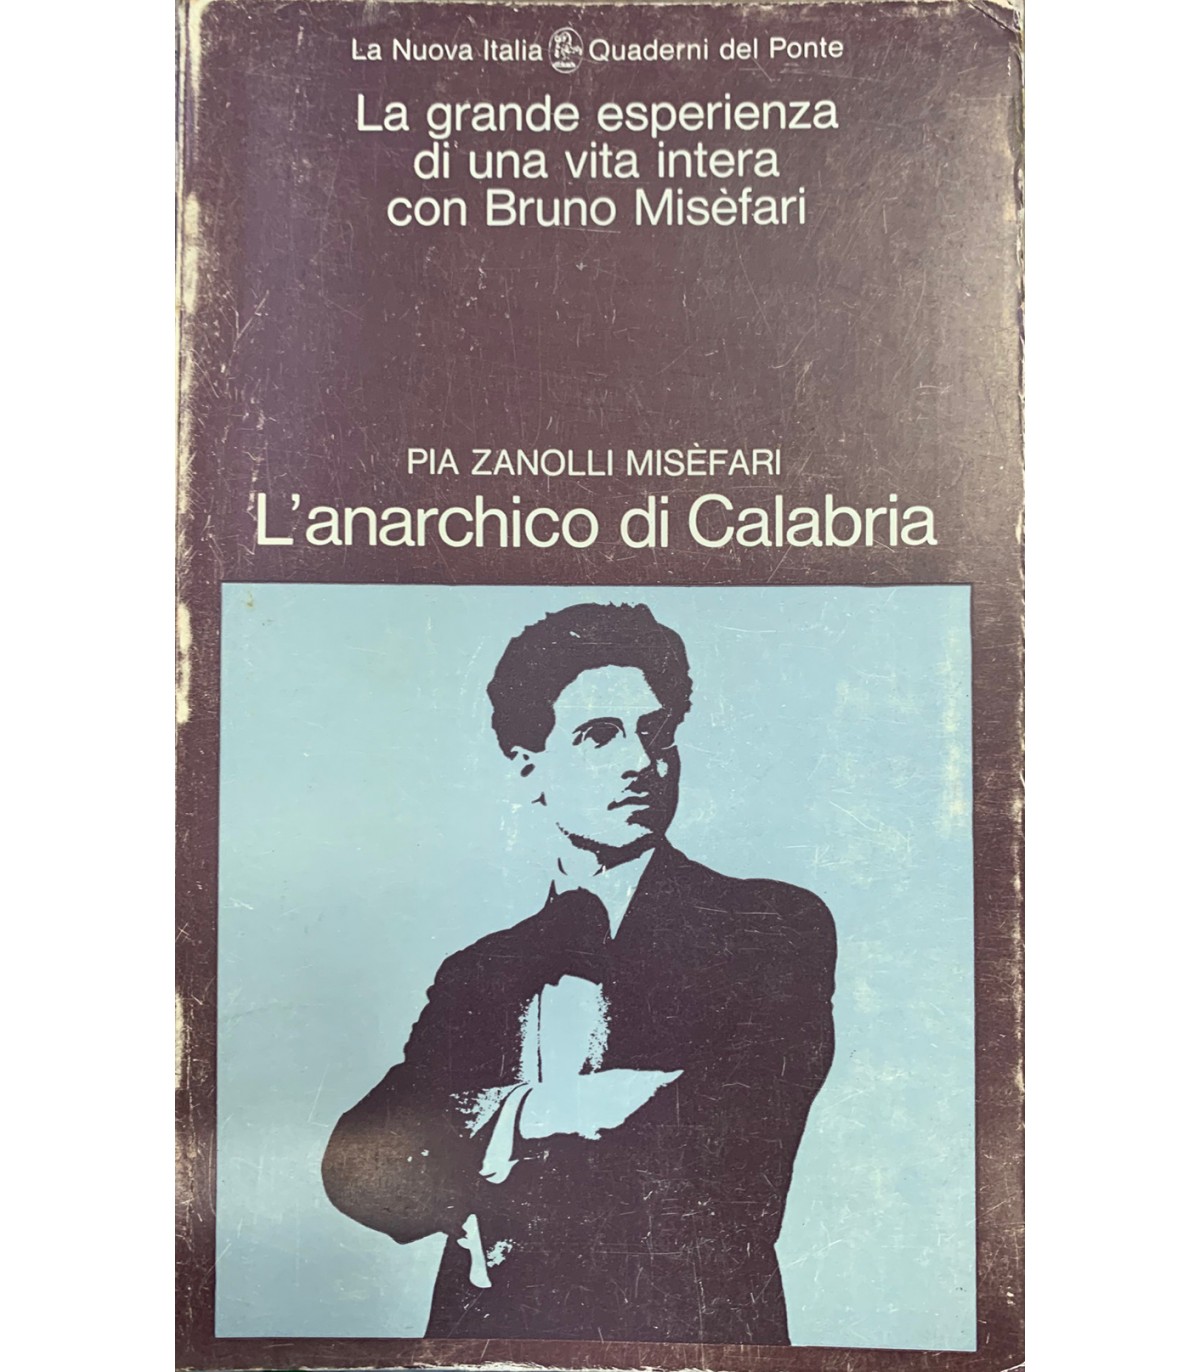 La Nuova Italia Quaderni del Ponte
La grande esperienza
di una vita intera
con Bruno Misèfari
PIA ZANOLLI MISÈFARI
L'anarchico di Calabria